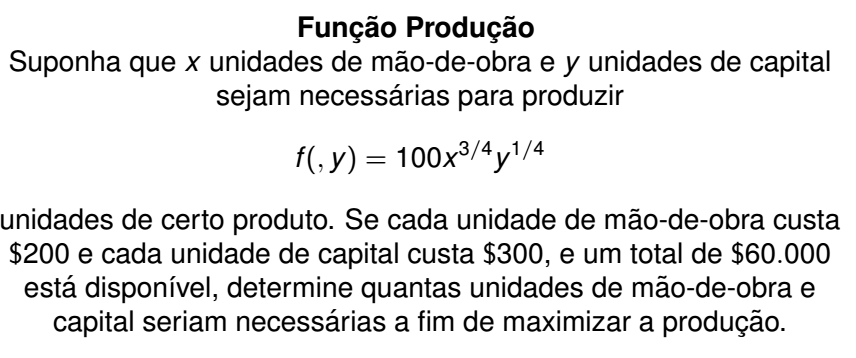 Função Produção
Suponha que x unidades de mão-de-obra e y unidades de capital
sejam necessárias para produzir
f(, y) = 100x^{3/4}y^{1/4}
unidades de certo produto. Se cada unidade de mão-de-obra custa
$200 e cada unidade de capital custa $300, e um total de $60.000
está disponível, determine quantas unidades de mão-de-obra e
capital seriam necessárias a fim de maximizar a produção.